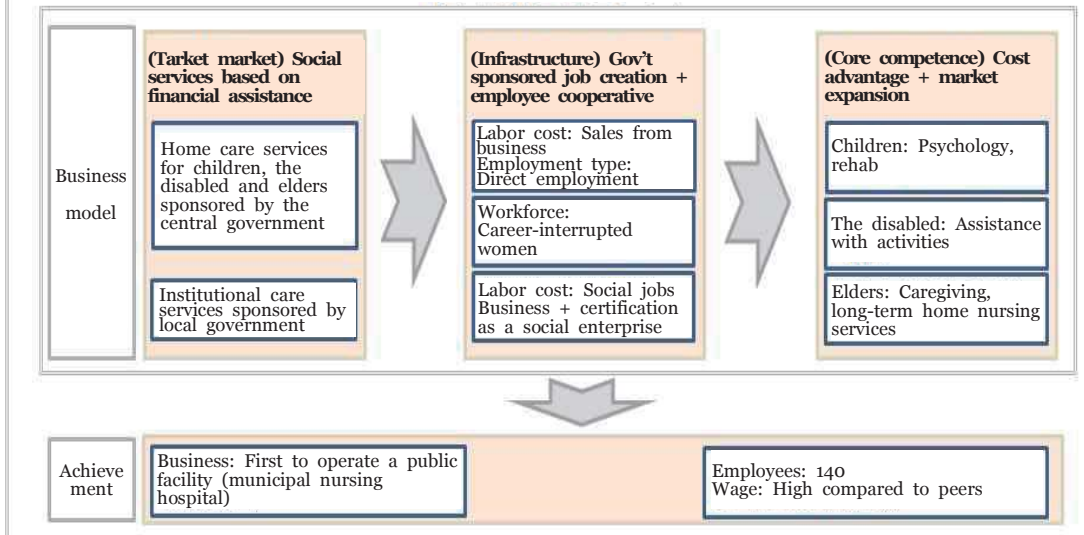 Business
model
(Tarket market) Social
services based on
financial assistance
Home care services
for children, the
disabled and elders
sponsored by the
central government
Institutional care
services sponsored by
local government
(Infrastructure) Gov't
sponsored job creation +
employee cooperative
Labor cost: Sales from
business
Employment type:
Direct employment
Workforce:
Career-interrupted
women
Labor cost: Social jobs
Business + certification
as a social enterprise
(Core competence) Cost
advantage + market
expansion
Children: Psychology,
rehab
The disabled: Assistance
with activities
Elders: Caregiving,
long-term home nursing
services
Achieve
ment
Business: First to operate a public
facility (municipal nursing
hospital)
Employees: 140
Wage: High compared to peers